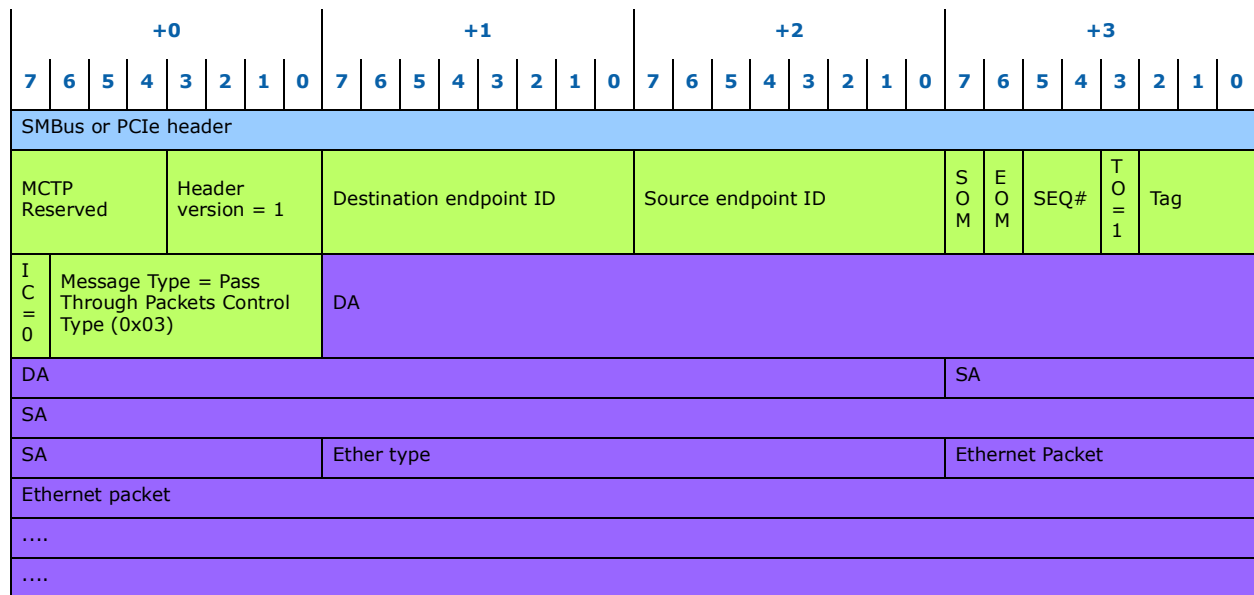 +0 +1 +2 +3
7 6 5 4 3 2 1 0 7 6 5 4 3 2 1 0 7 6 5 4 3 2 1 0 7 6 5 4 3 2 1 0
SMBus or PCIe header
MCTP
Reserved
Header
version = 1
Destination endpoint ID
Source endpoint ID
S
O
M
E
O
M
SEQ#
T
O
=
1
Tag
I
C
=
0
Message Type = Pass
Through Packets Control
Type (0x03)
DA
DA SA
SA
SA Ether type Ethernet Packet
Ethernet packet
....
....